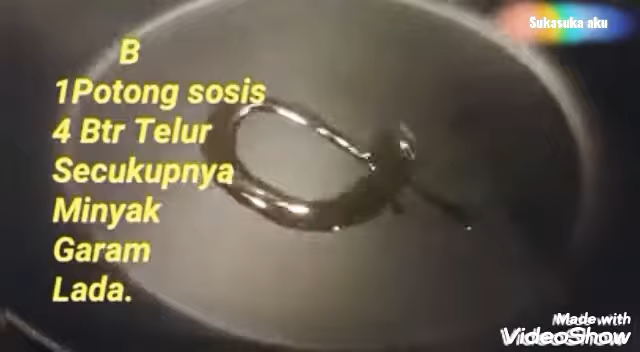 Sukasuka aku
B
1Potong sosis
4 Btr Telur
Secukupnya
Minyak
Garam
Lada.
Made with
VideoShow